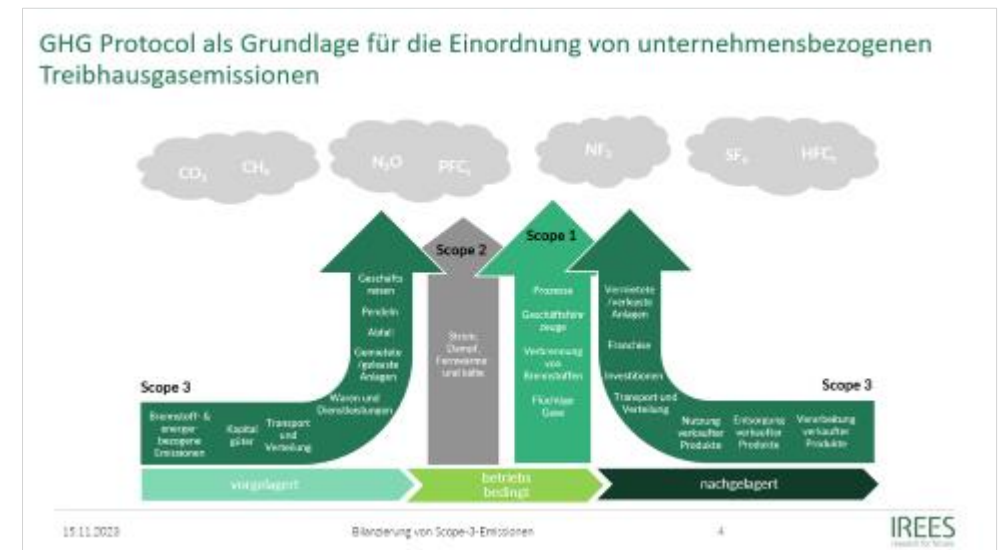 GHG Protocol als Grundlage für die Einordnung von unternehmensbezogenen
Treibhausgasemissionen
CO₂
CH₄
N₂O
PFCₛ
NF₃
SF₆
HFCₛ
Scope 2
Scope 1
Geschäfts
reisen
Pendeln
Abfall
Gemietete
/geleaste
Anlagen
Waren und
Dienstleistungen
Scope 3
Brennstoff- &
energie-
bezogene
Emissionen
Kapital
güter
Transport
und
Verteilung
Strom,
Dampf,
Fernwärme
und kälte
Prozesse
Geschäftsfahr
zeuge
Verbrennung
von
Brennstoffen
Flüchtige
Gase
Vermietete
/verleaste
Anlagen
Franchise
Investitionen
Transport und
Verteilung
Scope 3
Nutzung
verkaufter
Produkte
Entsorgung
verkaufter
Produkte
Verarbeitung
verkaufter
Produkte
vorgelagert
betriebs
bedingt
nachgelagert
15.11.2023
Bilanzierung von Scope-3-Emissionen
4
IREES